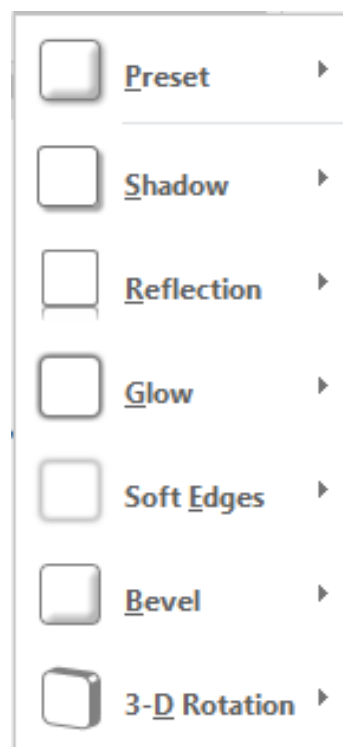 Preset
Shadow
Reflection
Glow
Soft Edges
Bevel
3-D Rotation